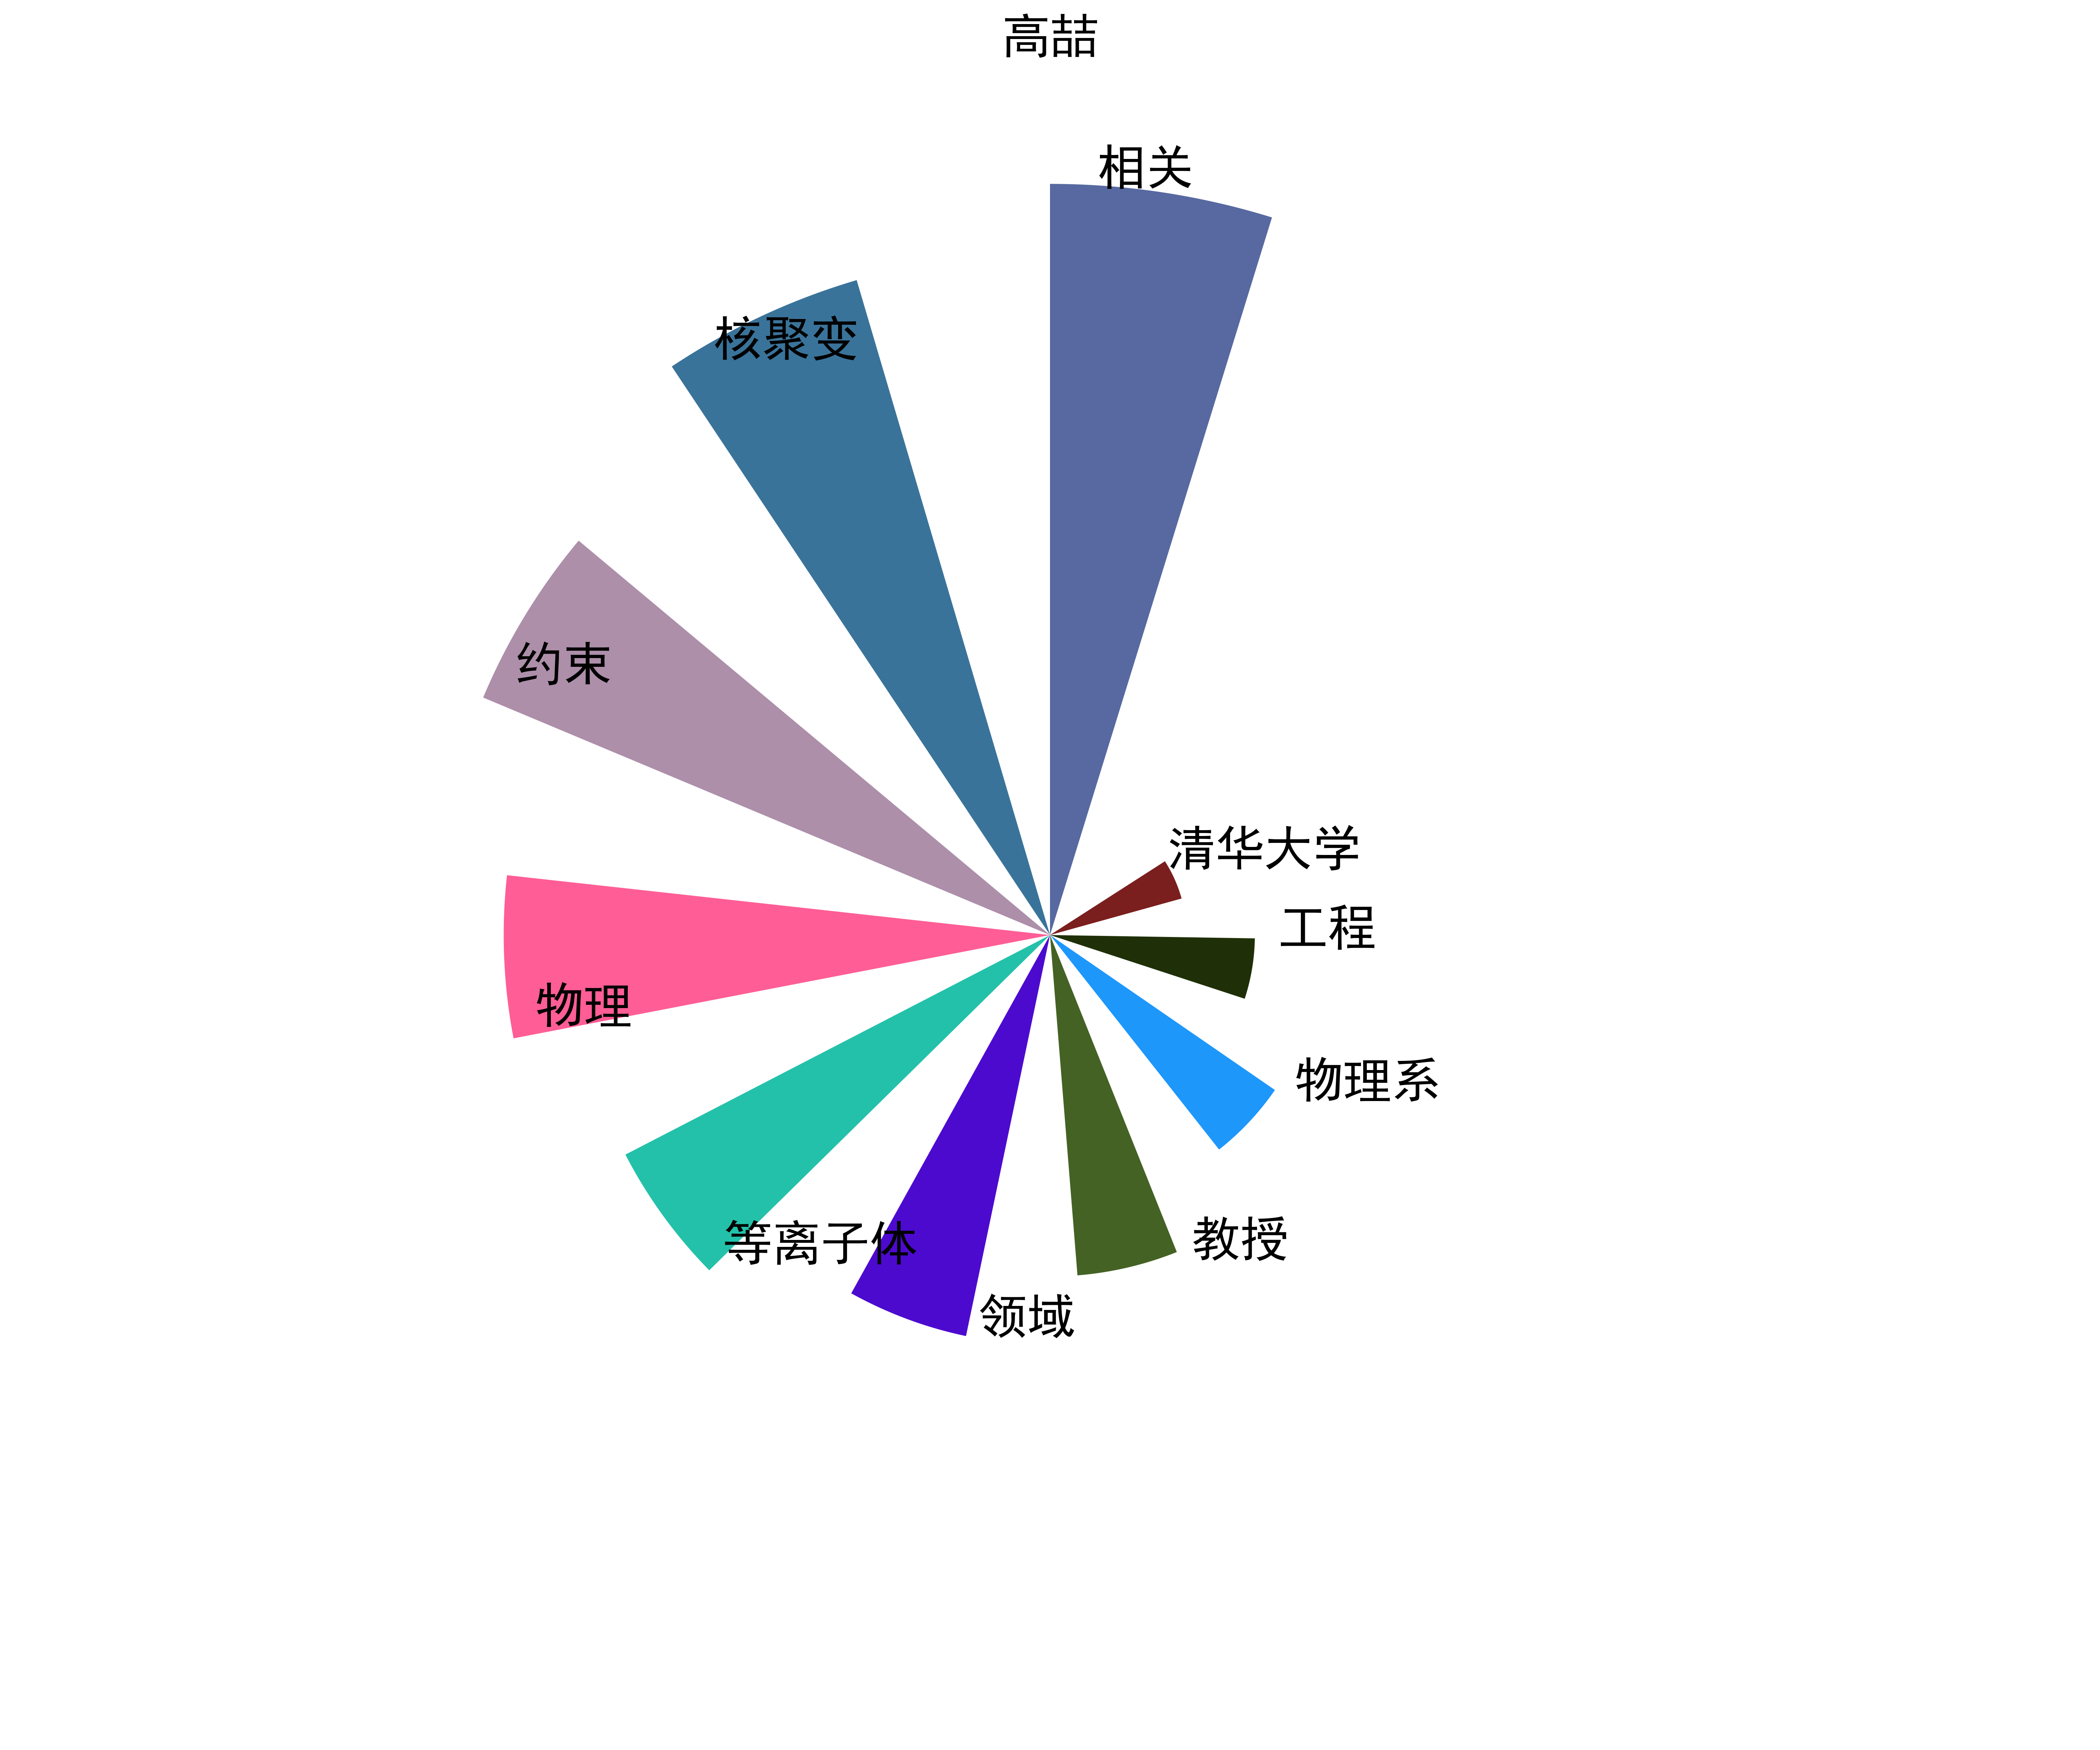 高喆
相关
核聚变
约束
清华大学
工程
物理
物理系
教授
等离子体
领域